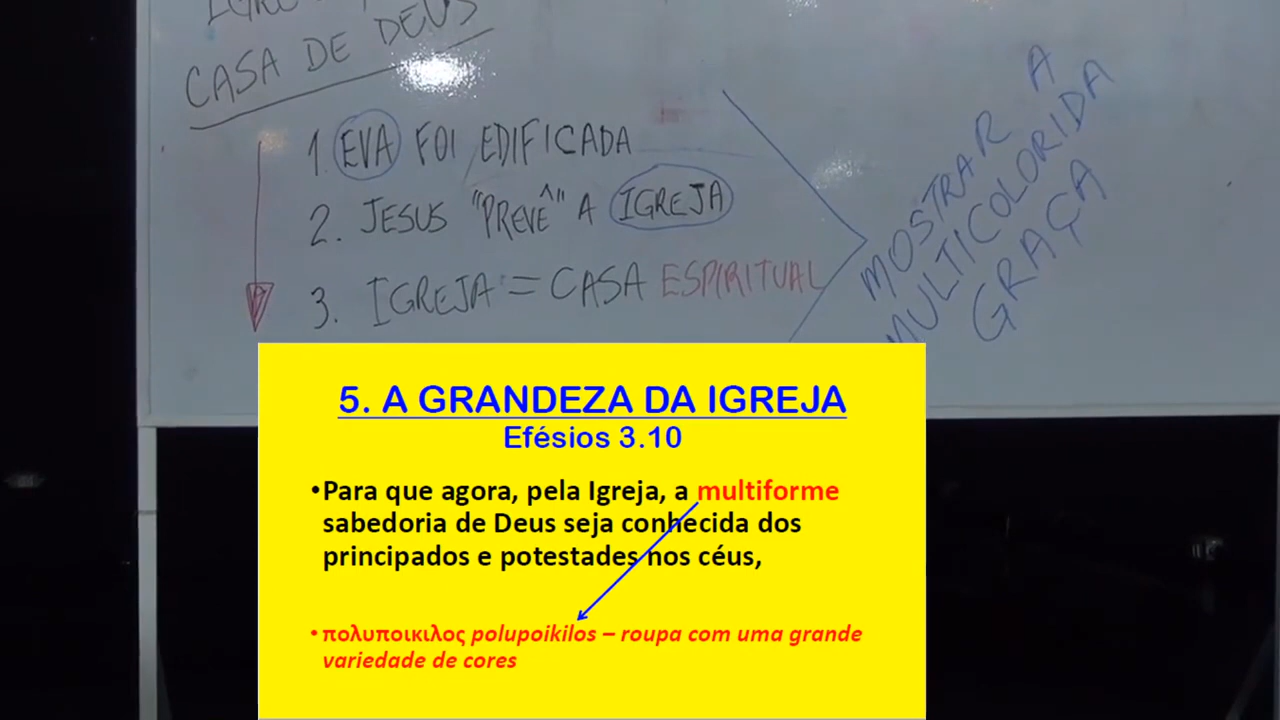 CASA DE DEUS
1. EVA FOI EDIFICADA
2. JESUS "PREVÊ" A IGREJA
3. IGREJA = CASA ESPIRITUAL
MOSTRAR A
MULTICOLORIDA
GRAÇA
5. A GRANDEZA DA IGREJA
Efésios 3.10
•Para que agora, pela Igreja, a multiforme
sabedoria de Deus seja conhecida dos
principados e potestades nos céus,
• πολυποικιλος polupoikilos – roupa com uma grande
variedade de cores